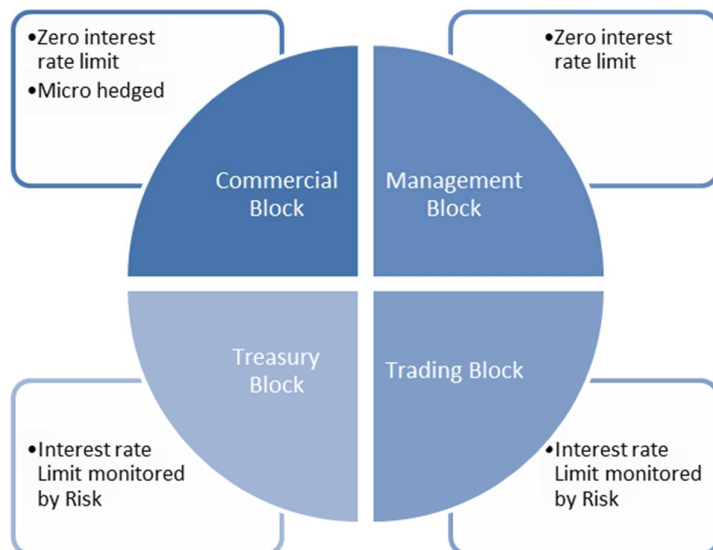 •Zero interest
rate limit
•Micro hedged
•Zero interest
rate limit
Commercial
Block
Management
Block
Treasury
Block
Trading Block
•Interest rate
Limit monitored
by Risk
•Interest rate
Limit monitored
by Risk